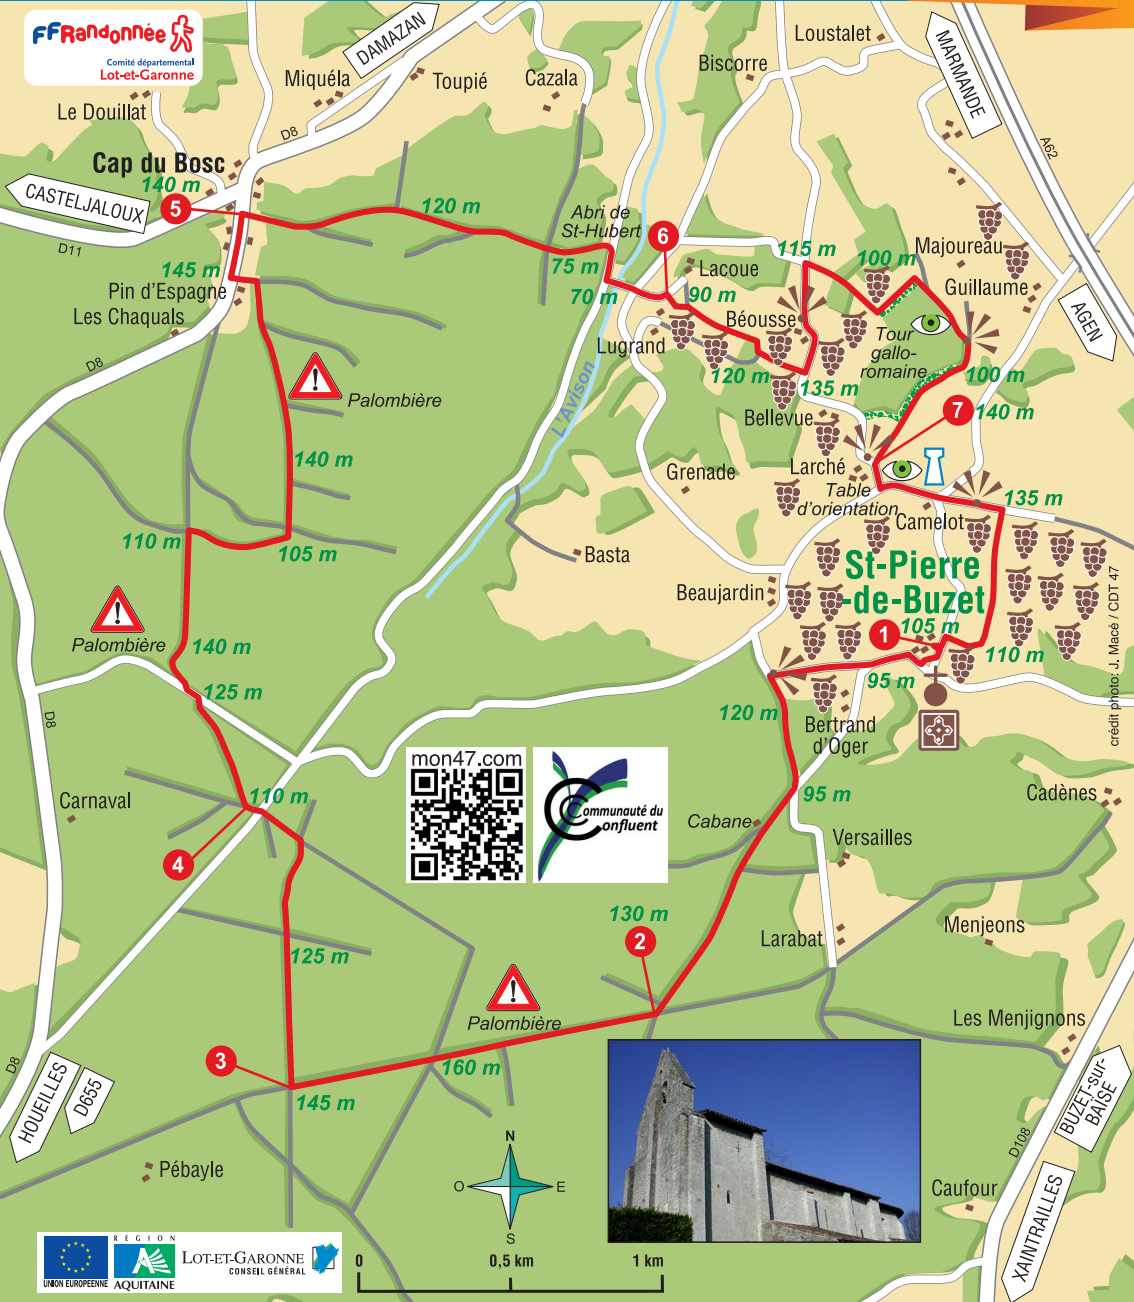 FFRandonnée
Comité départemental
Lot-et-Garonne
DAMAZAN
MARMANDE
Loustalet
Biscorre
Miquéla
Toupié
Cazala
Le Douillat
D8
A62
Cap du Bosc
140 m
CASTELJALOUX
5
D11
120 m
Abri de
St-Hubert
6
115 m
100 m
Majoureau
145 m
75 m
Lacoue
Guillaume
Pin d'Espagne
70 m
90 m
Les Chaquals
Béousse
AGEN
Lugrand
Tour
gallo-
romaine
D8
120 m
135 m
100 m
Palombière
L'Avison
Bellevue
7
140 m
140 m
Grenade
Larché
Table
d'orientation
135 m
Camelot
110 m
105 m
Basta
St-Pierre
-de-Buzet
Beaujardin
1
105 m
Palombière
140 m
110 m
95 m
125 m
120 m
Bertrand
d'Oger
D8
crédit photo: J. Macé / CDT 47
mon47.com
Communauté du
Confluent
Carnaval
110 m
95 m
Cadènes
Cabane
Versailles
4
130 m
2
Larabat
Menjeons
125 m
Palombière
Les Menjignons
3
160 m
145 m
D8
HOUEILLES
D655
BUZET-sur-
BAÏSE
D108
Pébayle
N
O
E
S
Caufour
XAINTRAILLES
UNION EUROPEENNE
REGION
AQUITAINE
LOT-ET-GARONNE
CONSEIL GÉNÉRAL
0
0,5 km
1 km